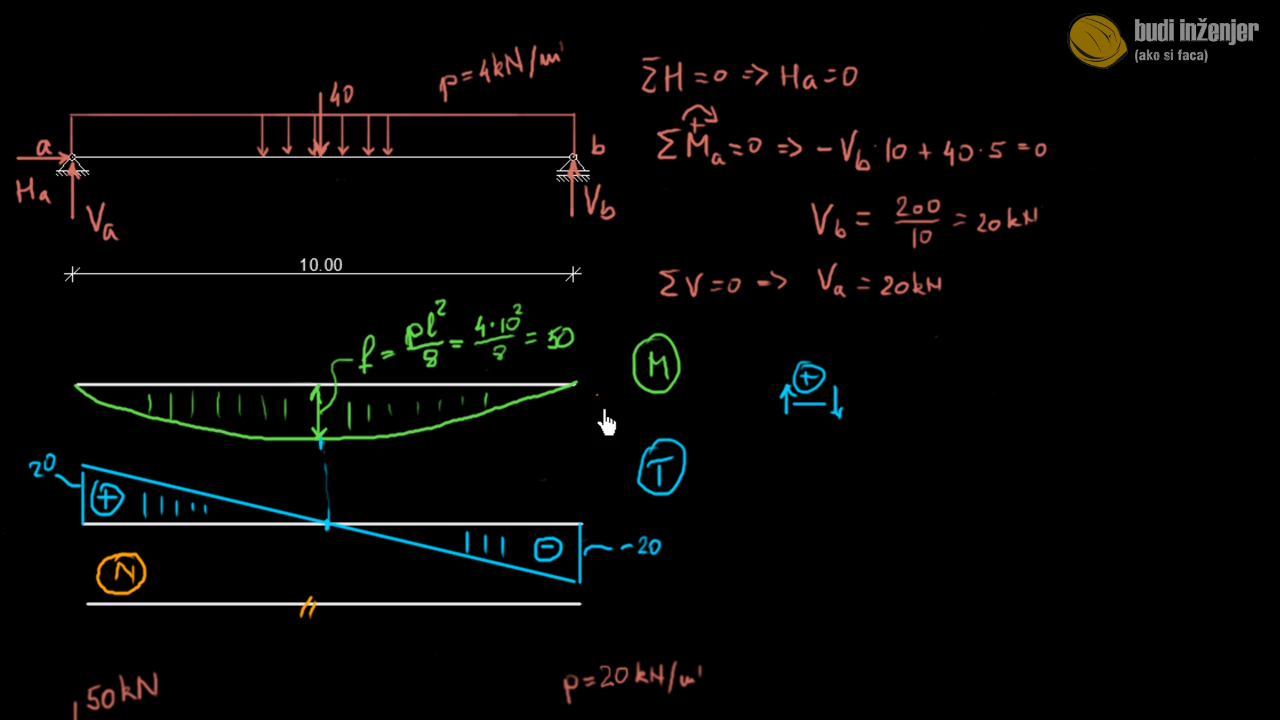 budi inženjer
(ako si faca)
p=4kN/m'
40
a
b
Ha
Va
Vb
10.00
ΣH=0 => Ha=0
ΣMa=0 => -Vb·10 + 40·5 =0
+
Vb = 200/10 = 20kN
ΣV=0 => Va = 20kN
f = pl²/8 = 4·10²/8 = 50
M
+
T
20
+
-
-20
N
//
50kN
p=20kN/m'